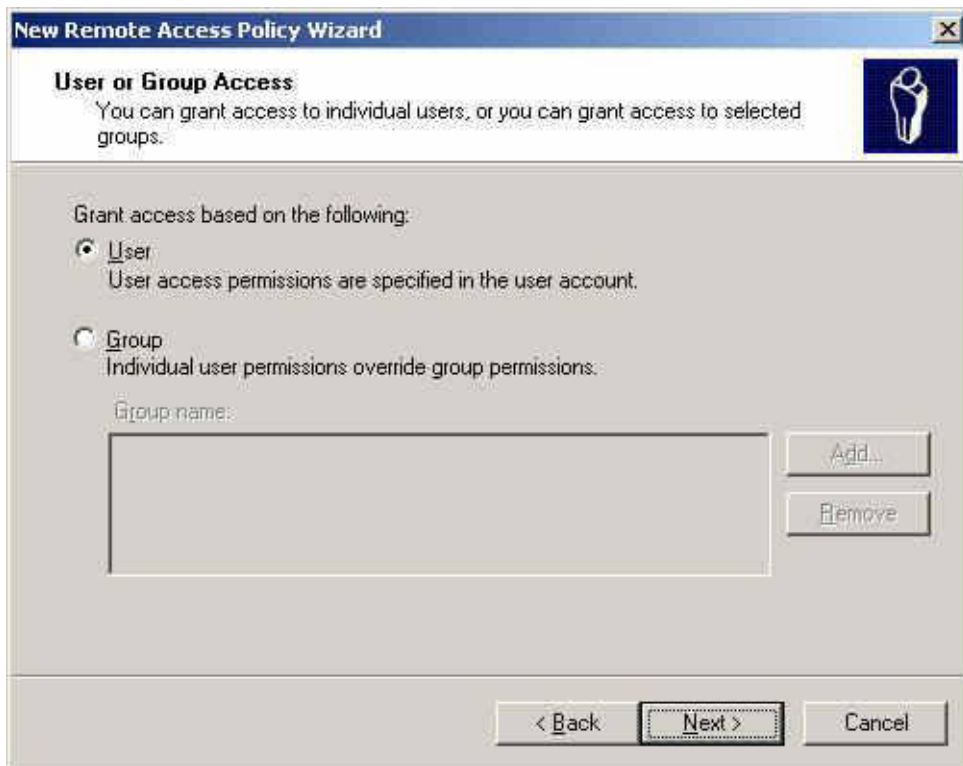 New Remote Access Policy Wizard
User or Group Access
You can grant access to individual users, or you can grant access to selected
groups.
Grant access based on the following:
User
User access permissions are specified in the user account.
Group
Individual user permissions override group permissions.
Group name:
Add...
Remove
< Back
Next >
Cancel